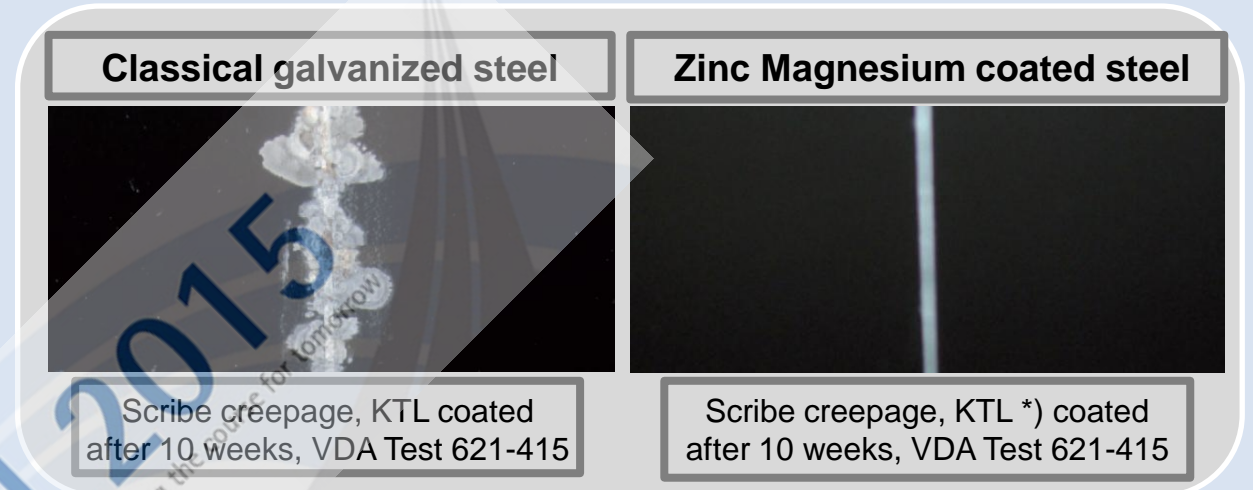 Classical galvanized steel
Zinc Magnesium coated steel
Scribe creepage, KTL coated
after 10 weeks, VDA Test 621-415
Scribe creepage, KTL *) coated
after 10 weeks, VDA Test 621-415
2015
the course for tomorrow